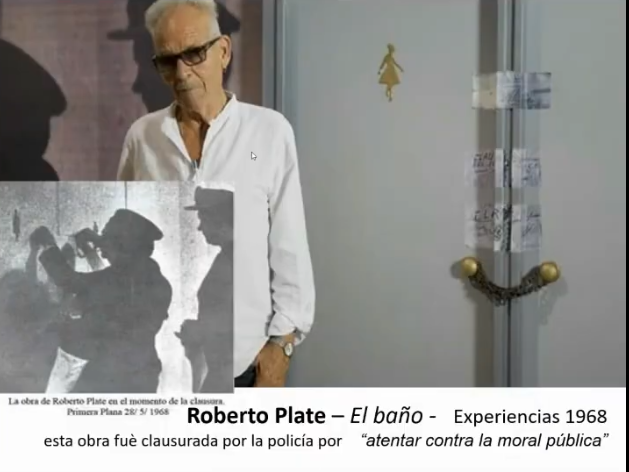 La obra de Roberto Plate en el momento de la clausura.
Primera Plana 28/ 5/ 1968
Roberto Plate – El baño - Experiencias 1968
esta obra fuè clausurada por la policía por “atentar contra la moral pública”